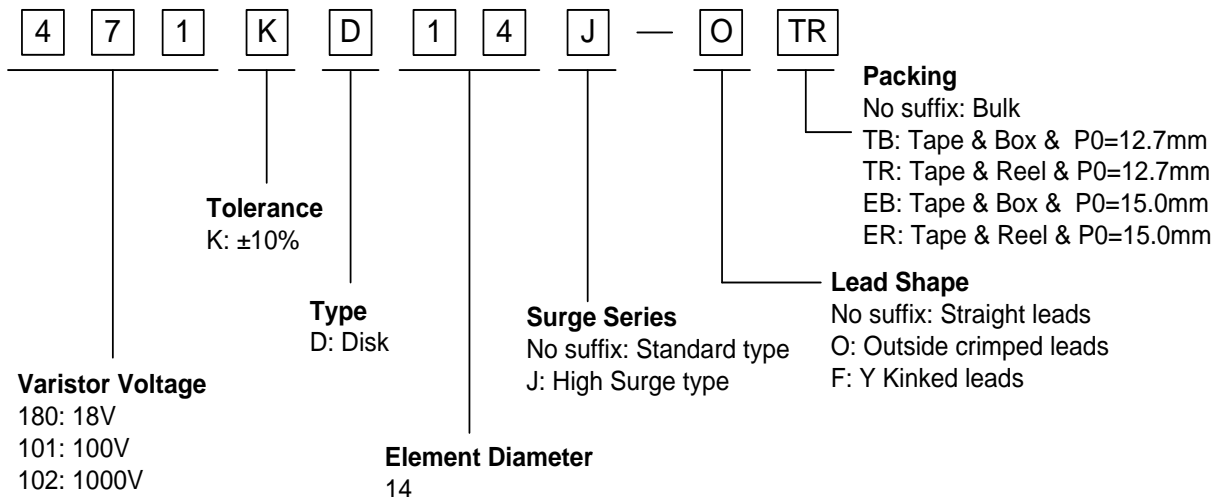 4 7 1 K D 1 4 J — O TR
Packing
No suffix: Bulk
TB: Tape & Box & P0=12.7mm
TR: Tape & Reel & P0=12.7mm
EB: Tape & Box & P0=15.0mm
ER: Tape & Reel & P0=15.0mm
Tolerance
K: ±10%
Lead Shape
No suffix: Straight leads
O: Outside crimped leads
F: Y Kinked leads
Type
D: Disk
Surge Series
No suffix: Standard type
J: High Surge type
Varistor Voltage
180: 18V
101: 100V
102: 1000V
Element Diameter
14